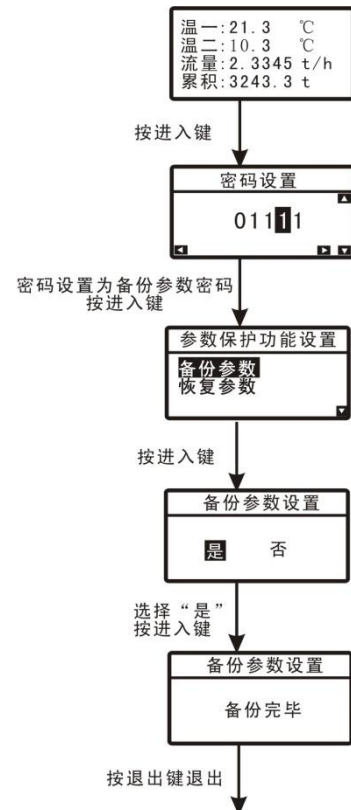 温一:21.3 ℃
温二:10.3 ℃
流量:2.3345 t/h
累积:3243.3 t
按进入键
密码设置
01111
密码设置为备份参数密码
按进入键
参数保护功能设置
备份参数
恢复参数
按进入键
备份参数设置
是 否
选择“是”
按进入键
备份参数设置
备份完毕
按退出键退出